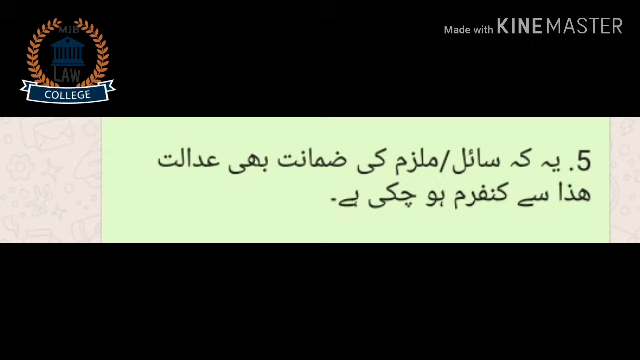 MJB
LAW
COLLEGE
Made with KINEMASTER
5. یہ کہ سائل/ملزم کی ضمانت بھی عدالت
ھذا سے کنفرم ہو چکی ہے۔